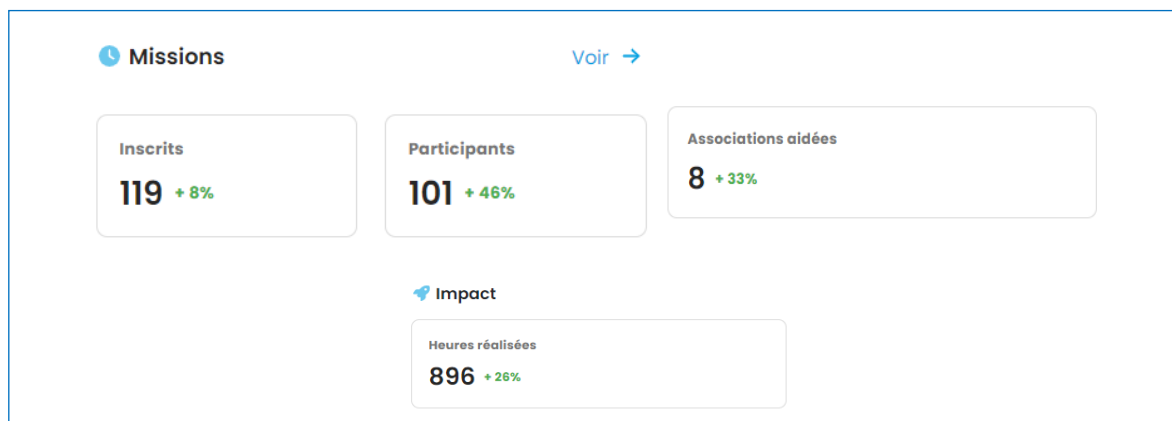 Missions
Voir →
Inscrits
119 + 8%
Participants
101 + 46%
Associations aidées
8 + 33%
Impact
Heures réalisées
896 + 26%